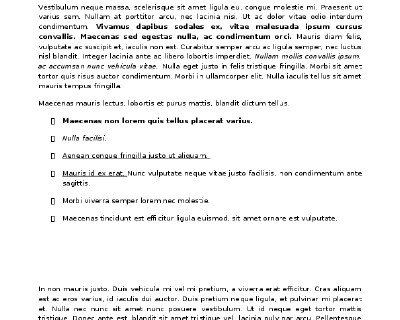 Vestibulum neque massa, scelerisque sit amet ligula eu, congue molestie mi. Praesent ut
varius sem. Nullam at porttitor arcu, nec lacinia nisi. Ut ac dolor vitae odio interdum
condimentum. Vivamus dapibus sodales ex, vitae malesuada ipsum cursus
convallis. Maecenas sed egestas nulla, ac condimentum orci. Mauris diam felis,
vulputate ac suscipit et, iaculis non est. Curabitur semper arcu ac ligula semper, nec luctus
nisl blandit. Integer lacinia ante ac libero lobortis imperdiet. Nullam mollis convallis ipsum,
ac accumsan nunc vehicula vitae. Nulla eget justo in felis tristique fringilla. Morbi sit amet
tortor quis risus auctor condimentum. Morbi in ullamcorper elit. Nulla iaculis tellus sit amet
mauris tempus fringilla.
Maecenas mauris lectus, lobortis et purus mattis, blandit dictum tellus.
Maecenas non lorem quis tellus placerat varius.
Nulla facilisi.
Aenean congue fringilla justo ut aliquam.
Mauris id ex erat. Nunc vulputate neque vitae justo facilisis, non condimentum ante
sagittis.
Morbi viverra semper lorem nec molestie.
Maecenas tincidunt est efficitur ligula euismod, sit amet ornare est vulputate.
In non mauris justo. Duis vehicula mi vel mi pretium, a viverra erat efficitur. Cras aliquam
est ac eros varius, id iaculis dui auctor. Duis pretium neque ligula, et pulvinar mi placerat
et. Nulla nec nunc sit amet nunc posuere vestibulum. Ut id neque eget tortor mattis
tristique. Donec ante est, blandit sit amet tristique vel, lacinia pulvinar arcu. Pellentesque